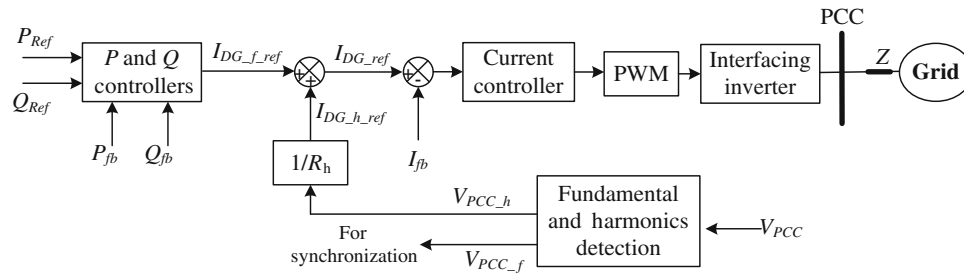 PCC
P_Ref
Q_Ref
P and Q
controllers
I_DG_f_ref
I_DG_ref
+
+
+
-
Current
controller
PWM
Interfacing
inverter
Z
Grid
P_fb
Q_fb
I_DG_h_ref
I_fb
1/R_h
V_PCC_h
Fundamental
and harmonics
detection
V_PCC
For
synchronization
V_PCC_f